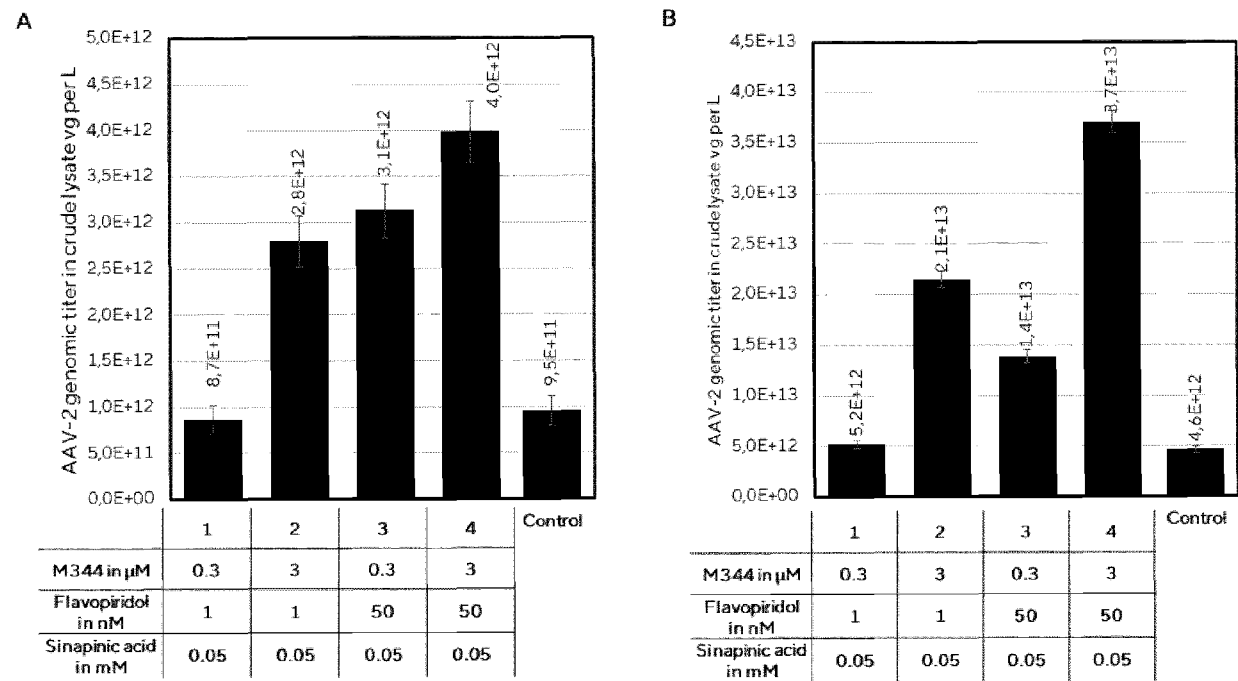 A
AAV-2 genomic titer in crude lysate vg per L
5,0E+12
4,5E+12
4,0E+12
3,5E+12
3,0E+12
2,5E+12
2,0E+12
1,5E+12
1,0E+12
5,0E+11
0,0E+00
8,7E+11
2,8E+12
3,1E+12
4,0E+12
9,5E+11
1 2 3 4 Control
M344 in µM 0.3 3 0.3 3
Flavopiridol
in nM 1 1 50 50
Sinapinic acid
in mM 0.05 0.05 0.05 0.05
B
AAV-2 genomic titer in crude lysate vg per L
4,5E+13
4,0E+13
3,5E+13
3,0E+13
2,5E+13
2,0E+13
1,5E+13
1,0E+13
5,0E+12
0,0E+00
5,2E+12
2,1E+13
1,4E+13
3,7E+13
4,6E+12
1 2 3 4 Control
M344 in µM 0.3 3 0.3 3
Flavopiridol
in nM 1 1 50 50
Sinapinic acid
in mM 0.05 0.05 0.05 0.05